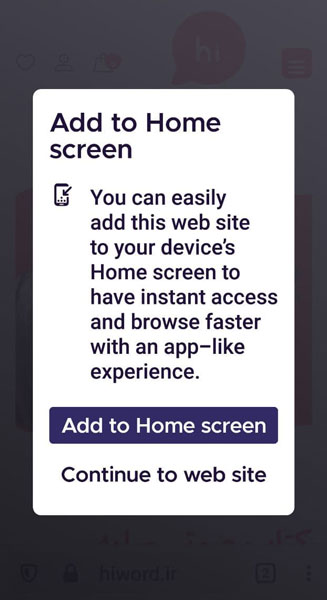 hi
Add to Home
screen
You can easily
add this web site
to your device's
Home screen to
have instant access
and browse faster
with an app-like
experience.
Add to Home screen
Continue to web site
hiword.ir
2